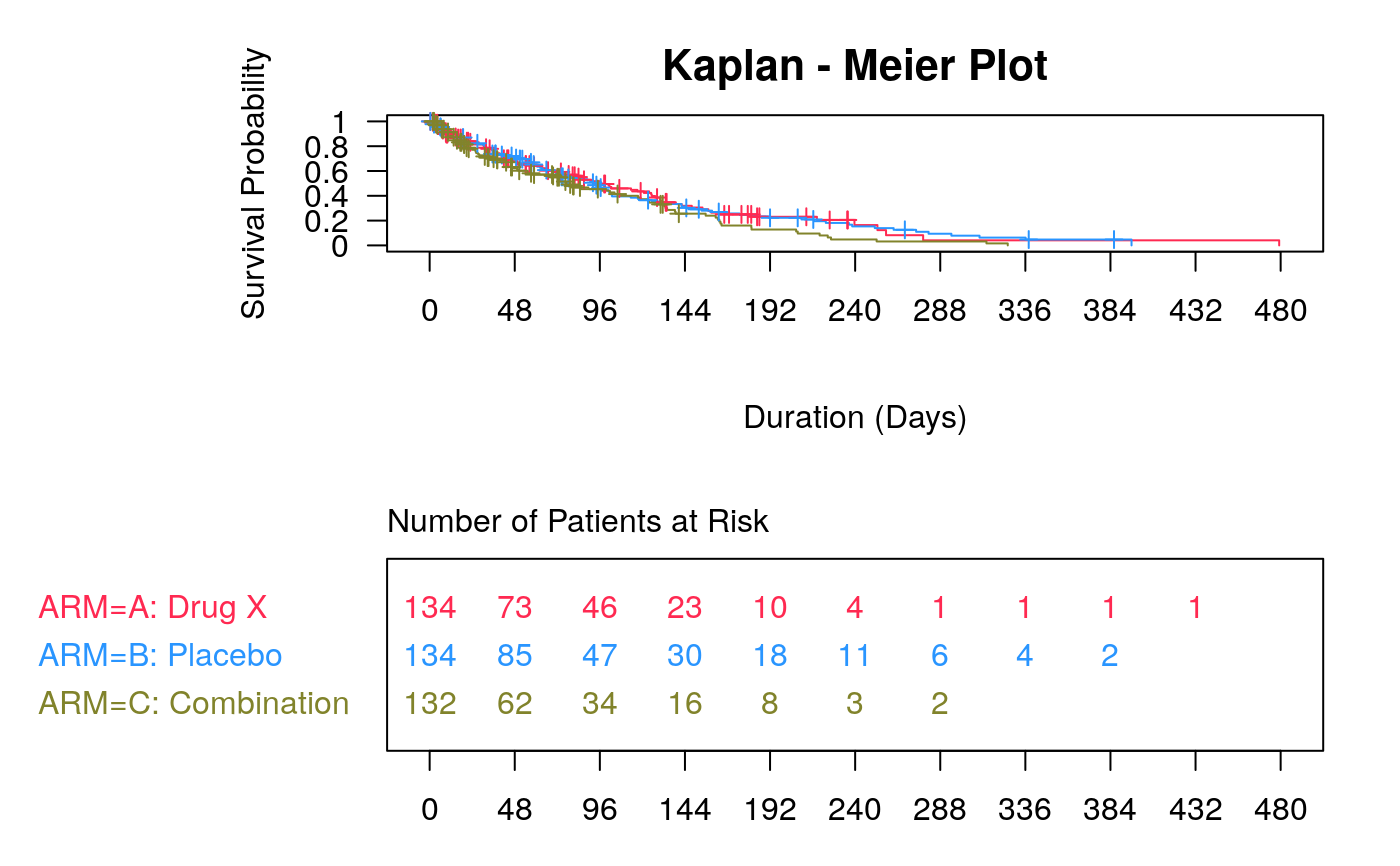 Kaplan - Meier Plot
Survival Probability
1
0.8
0.6
0.4
0.2
0
0 48 96 144 192 240 288 336 384 432 480
Duration (Days)
Number of Patients at Risk
ARM=A: Drug X 134 73 46 23 10 4 1 1 1 1
ARM=B: Placebo 134 85 47 30 18 11 6 4 2
ARM=C: Combination 132 62 34 16 8 3 2
0 48 96 144 192 240 288 336 384 432 480